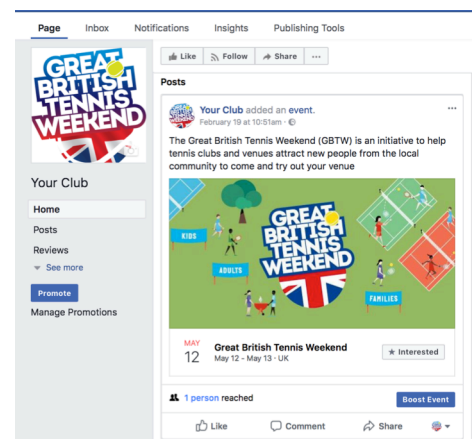 Page Inbox Notifications Insights Publishing Tools
GREAT
BRITISH
TENNIS
WEEKEND
Your Club
Home
Posts
Reviews
See more
Promote
Manage Promotions
Like Follow Share ...
Posts
Your Club added an event.
February 19 at 10:51am ·
The Great British Tennis Weekend (GBTW) is an initiative to help
tennis clubs and venues attract new people from the local
community to come and try out your venue
GREAT
BRITISH
TENNIS
WEEKEND
KIDS
ADULTS
FAMILIES
MAY
12
Great British Tennis Weekend
May 12 - May 13 · UK
Interested
1 person reached
Boost Event
Like Comment Share